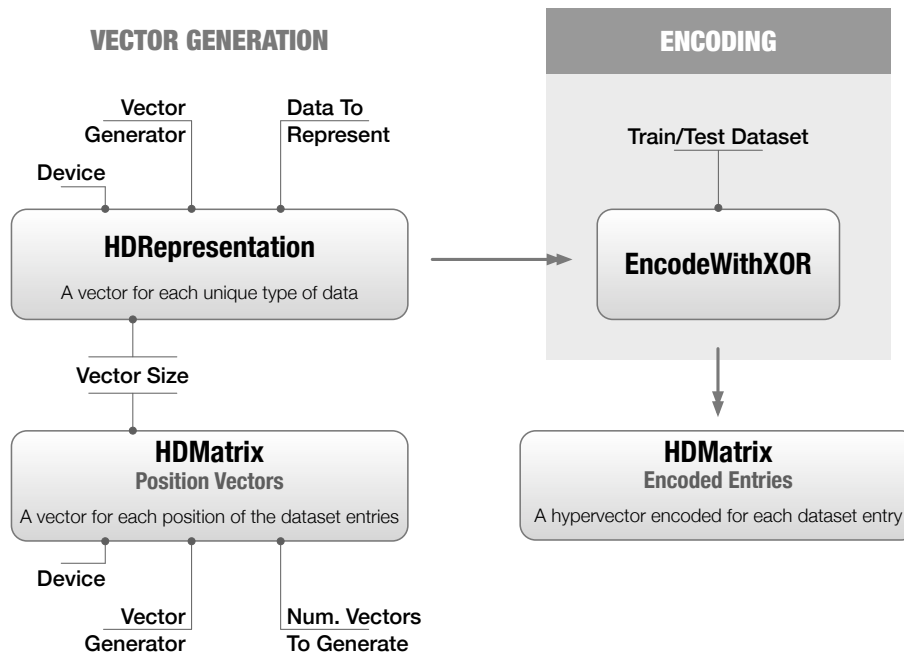 VECTOR GENERATION
Vector
Generator
Data To
Represent
Device
HDRepresentation
A vector for each unique type of data
Vector Size
HDMatrix
Position Vectors
A vector for each position of the dataset entries
Device
Vector
Generator
Num. Vectors
To Generate
ENCODING
Train/Test Dataset
EncodeWithXOR
HDMatrix
Encoded Entries
A hypervector encoded for each dataset entry